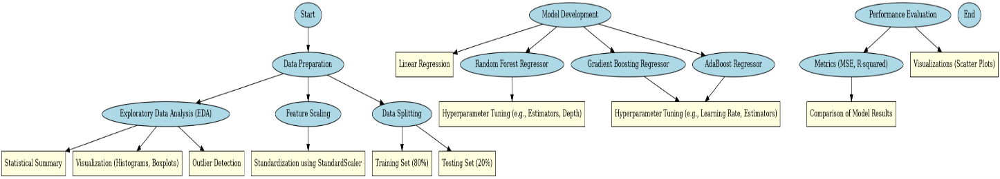 Start
Model Development
Performance Evaluation
End
Data Preparation
Linear Regression
Random Forest Regressor
Gradient Boosting Regressor
AdaBoost Regressor
Metrics (MSE, R-squared)
Visualizations (Scatter Plots)
Exploratory Data Analysis (EDA)
Feature Scaling
Data Splitting
Hyperparameter Tuning (e.g., Estimators, Depth)
Hyperparameter Tuning (e.g., Learning Rate, Estimators)
Comparison of Model Results
Statistical Summary
Visualization (Histograms, Boxplots)
Outlier Detection
Standardization using StandardScaler
Training Set (80%)
Testing Set (20%)